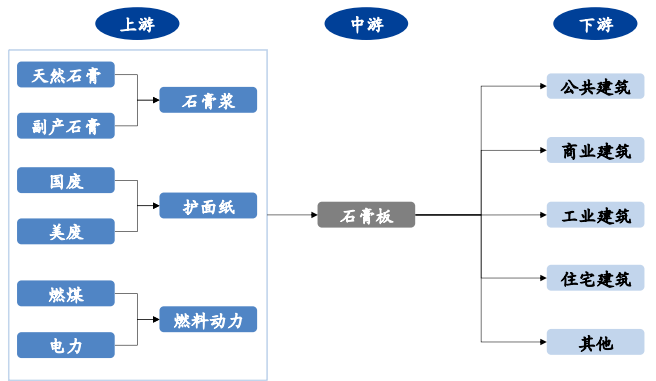 上游
中游
下游
天然石膏
副产石膏
石膏浆
国废
美废
护面纸
燃煤
电力
燃料动力
石膏板
公共建筑
商业建筑
工业建筑
住宅建筑
其他